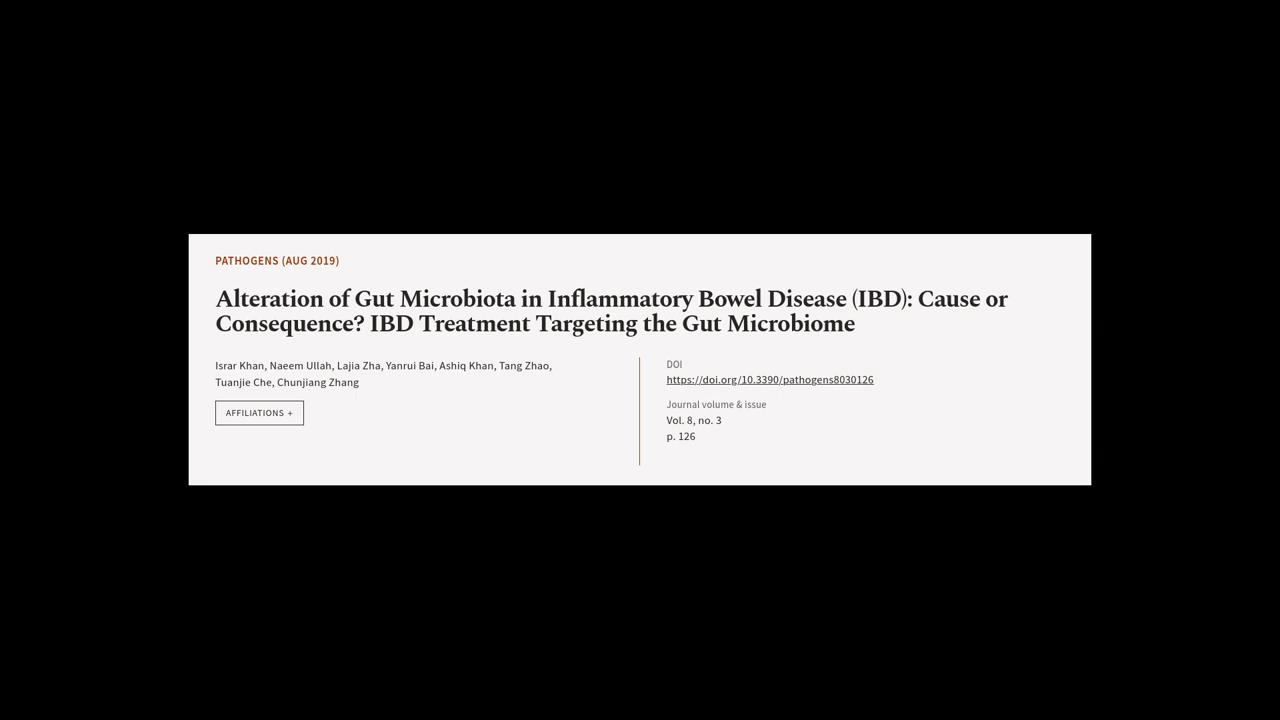 PATHOGENS (AUG 2019)
Alteration of Gut Microbiota in Inflammatory Bowel Disease (IBD): Cause or
Consequence? IBD Treatment Targeting the Gut Microbiome
Israr Khan, Naeem Ullah, Lajia Zha, Yanrui Bai, Ashiq Khan, Tang Zhao,
Tuanjie Che, Chunjiang Zhang
AFFILIATIONS +
DOI
https://doi.org/10.3390/pathogens8030126
Journal volume & issue
Vol. 8, no. 3
p. 126